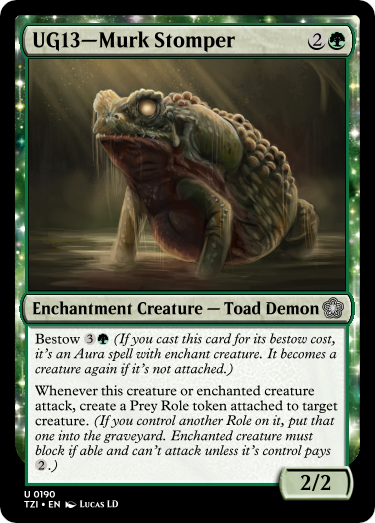 UG13—Murk Stomper 2
Enchantment Creature — Toad Demon
Bestow 3 (If you cast this card for its bestow cost,
it's an Aura spell with enchant creature. It becomes a
creature again if it's not attached.)
Whenever this creature or enchanted creature
attack, create a Prey Role token attached to target
creature. (If you control another Role on it, put that
one into the graveyard. Enchanted creature must
block if able and can't attack unless it's control pays
2.)
2/2
U 0190
TZI • EN Lucas LD